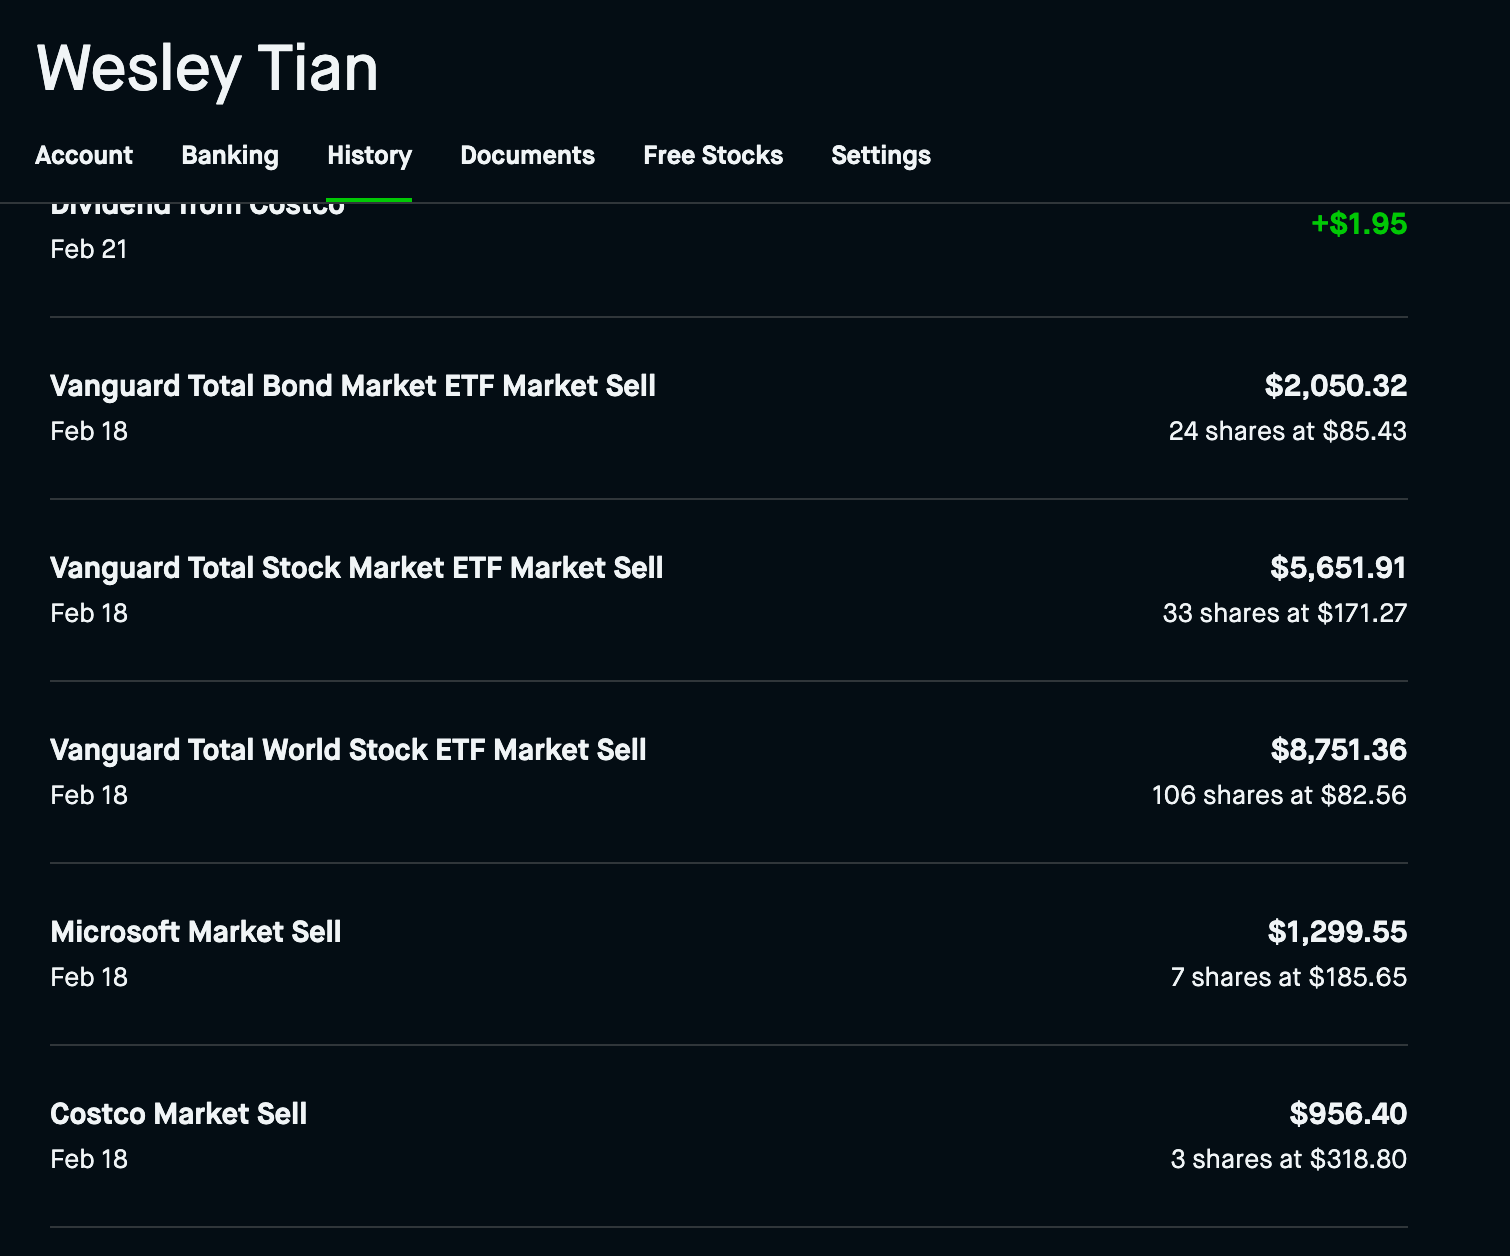 Wesley Tian
Account Banking History Documents Free Stocks Settings
Dividend from Costco
+$1.95
Feb 21
Vanguard Total Bond Market ETF Market Sell $2,050.32
Feb 18 24 shares at $85.43
Vanguard Total Stock Market ETF Market Sell $5,651.91
Feb 18 33 shares at $171.27
Vanguard Total World Stock ETF Market Sell $8,751.36
Feb 18 106 shares at $82.56
Microsoft Market Sell $1,299.55
Feb 18 7 shares at $185.65
Costco Market Sell $956.40
Feb 18 3 shares at $318.80